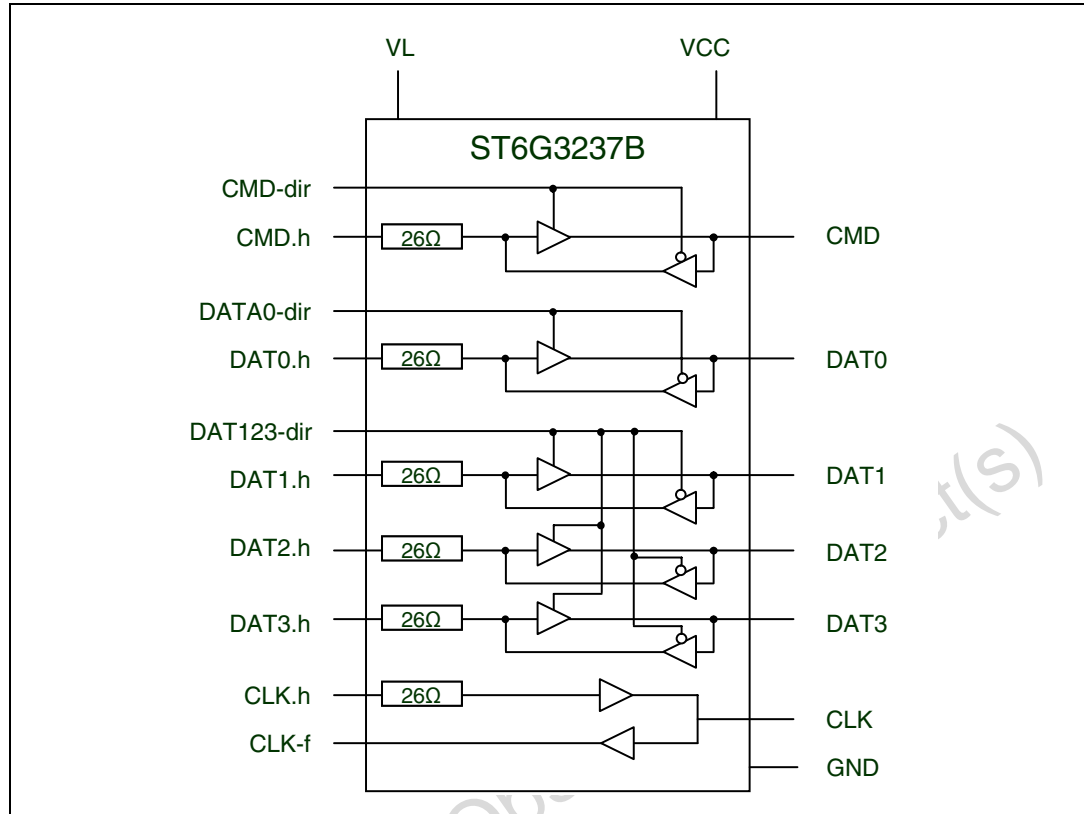 VL VCC
ST6G3237B
CMD-dir
CMD.h 26Ω CMD
DATA0-dir
DAT0.h 26Ω DAT0
DAT123-dir
DAT1.h 26Ω DAT1
DAT2.h 26Ω DAT2
DAT3.h 26Ω DAT3
CLK.h 26Ω
CLK
CLK-f
GND